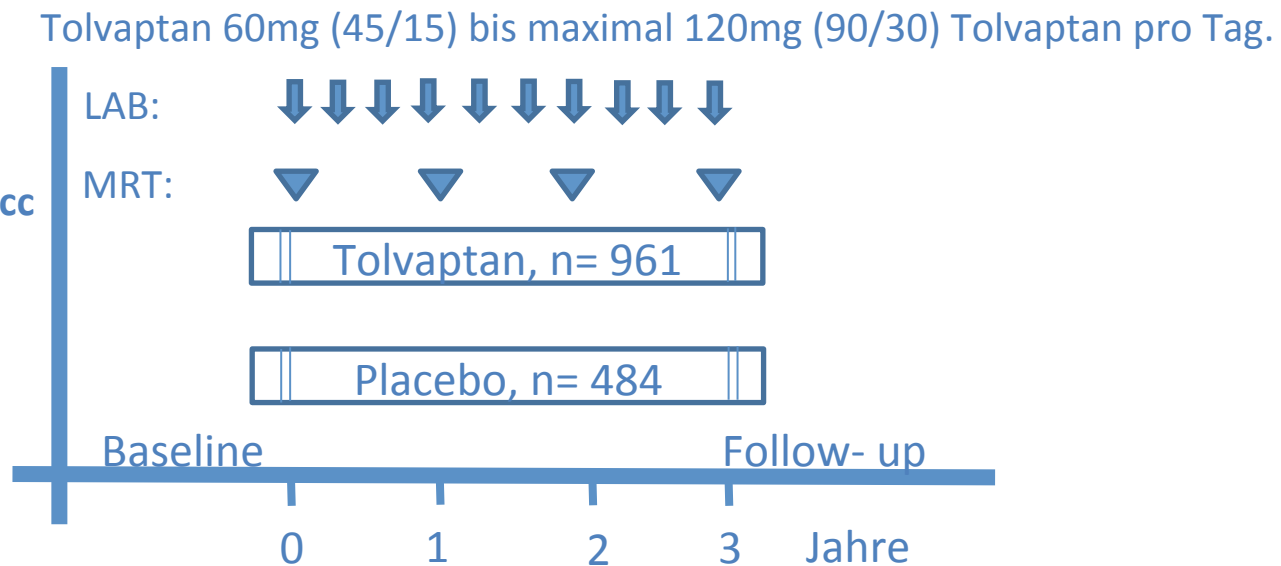 Tolvaptan 60mg (45/15) bis maximal 120mg (90/30) Tolvaptan pro Tag.
LAB:
MRT:
cc
Tolvaptan, n= 961
Placebo, n= 484
Baseline
Follow- up
0 1 2 3 Jahre